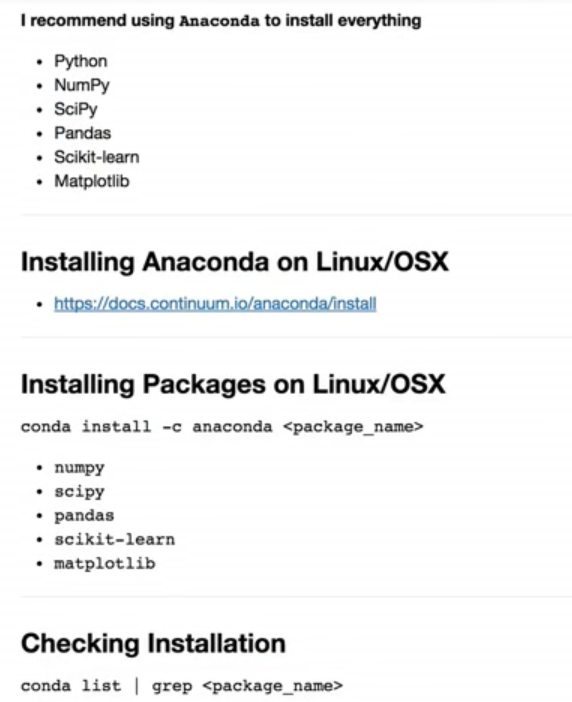 I recommend using Anaconda to install everything
• Python
• NumPy
• SciPy
• Pandas
• Scikit-learn
• Matplotlib
Installing Anaconda on Linux/OSX
• https://docs.continuum.io/anaconda/install
Installing Packages on Linux/OSX
conda install -c anaconda <package_name>
• numpy
• scipy
• pandas
• scikit-learn
• matplotlib
Checking Installation
conda list | grep <package_name>